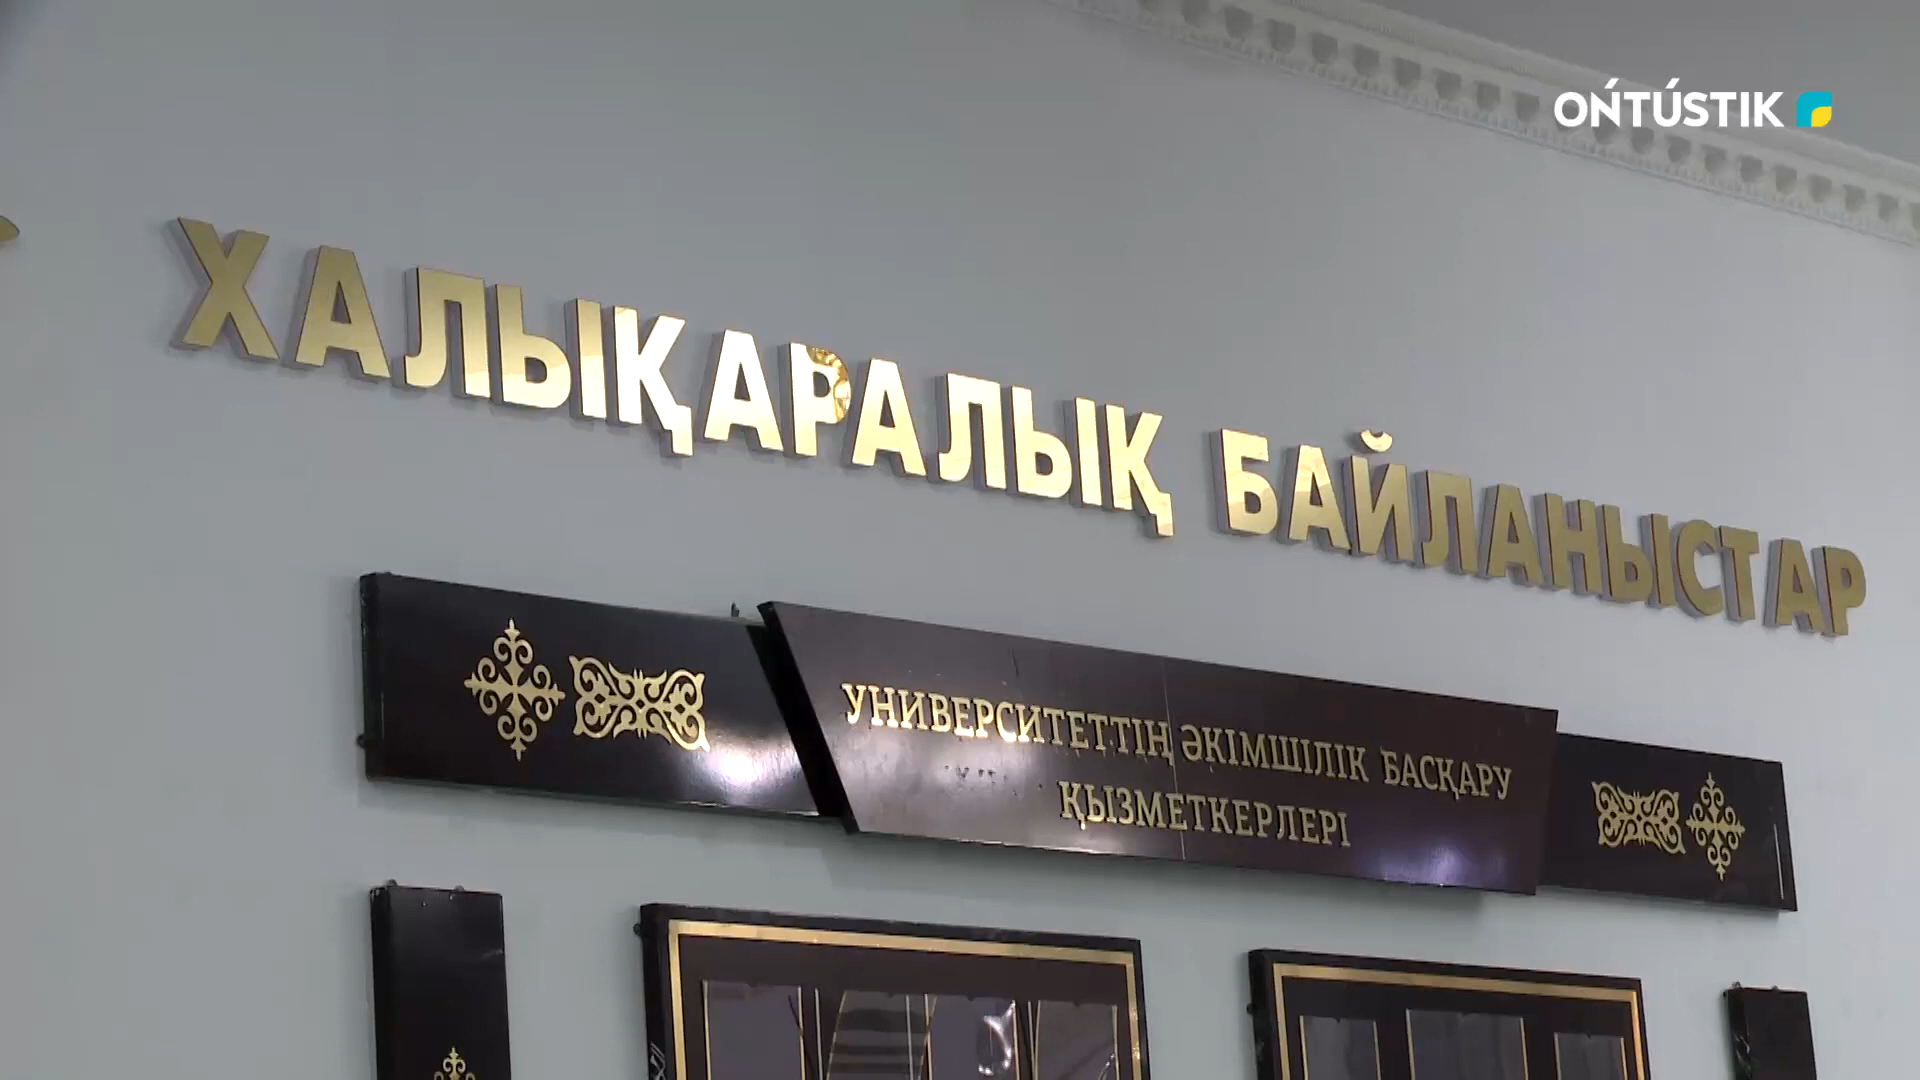 OŃTÚSTIK
ХАЛЫҚАРАЛЫҚ БАЙЛАНЫСТАР
УНИВЕРСИТЕТТІҢ ӘКІМШІЛІК БАСҚАРУ
ҚЫЗМЕТКЕРЛЕРІ